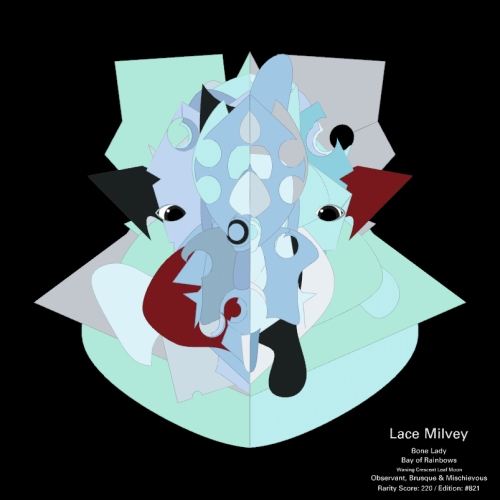 Lace Milvey
Bone Lady
Bay of Rainbows
Waning Crescent Leaf Moon
Observant, Brusque & Mischievous
Rarity Score: 220 / Edition: #821